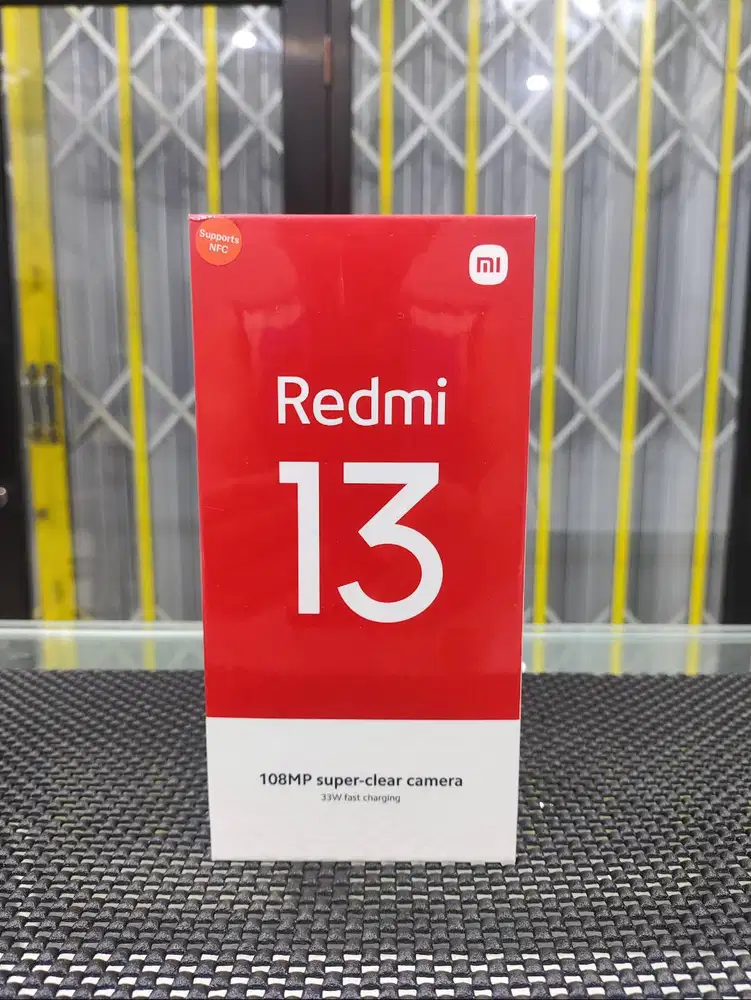 Supports
NFC
mi
Redmi
13
108MP super-clear camera
33W fast charging